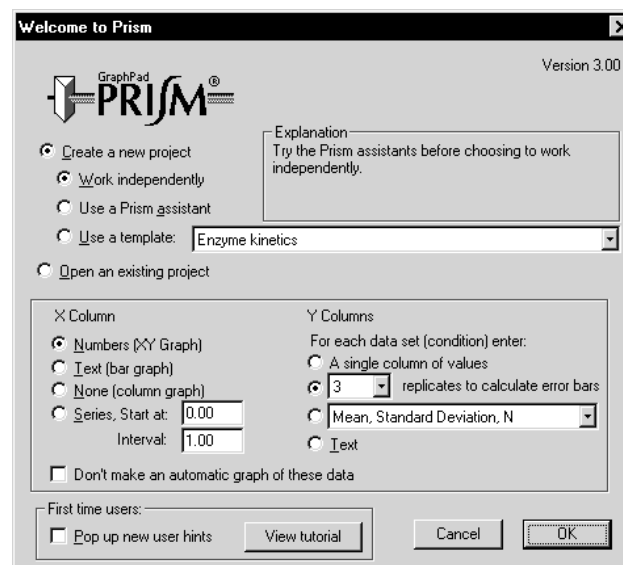 Welcome to Prism
Version 3.00
GraphPad
PRISM®
Explanation
Try the Prism assistants before choosing to work
independently.
Create a new project
Work independently
Use a Prism assistant
Use a template: Enzyme kinetics
Open an existing project
X Column
Numbers (XY Graph)
Text (bar graph)
None (column graph)
Series, Start at: 0.00
Interval: 1.00
Y Columns
For each data set (condition) enter:
A single column of values
3 replicates to calculate error bars
Mean, Standard Deviation, N
Text
Don't make an automatic graph of these data
First time users:
Pop up new user hints
View tutorial
Cancel
OK